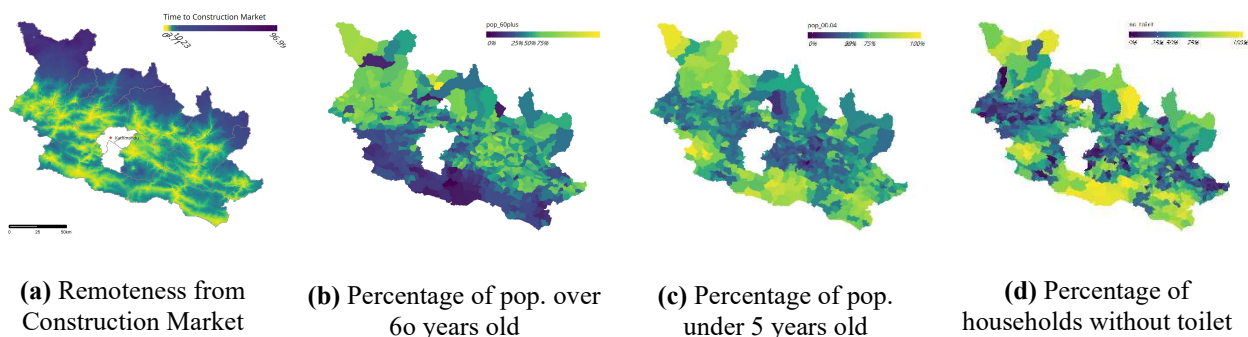 Time to Construction Market
96.99
Kathmandu
0 25 50km
pop_60plus
0% 25% 50% 75%
pop_00.04
0% 75% 100%
0% 75% 100%
(a) Remoteness from
Construction Market
(b) Percentage of pop. over
6o years old
(c) Percentage of pop.
under 5 years old
(d) Percentage of
households without toilet